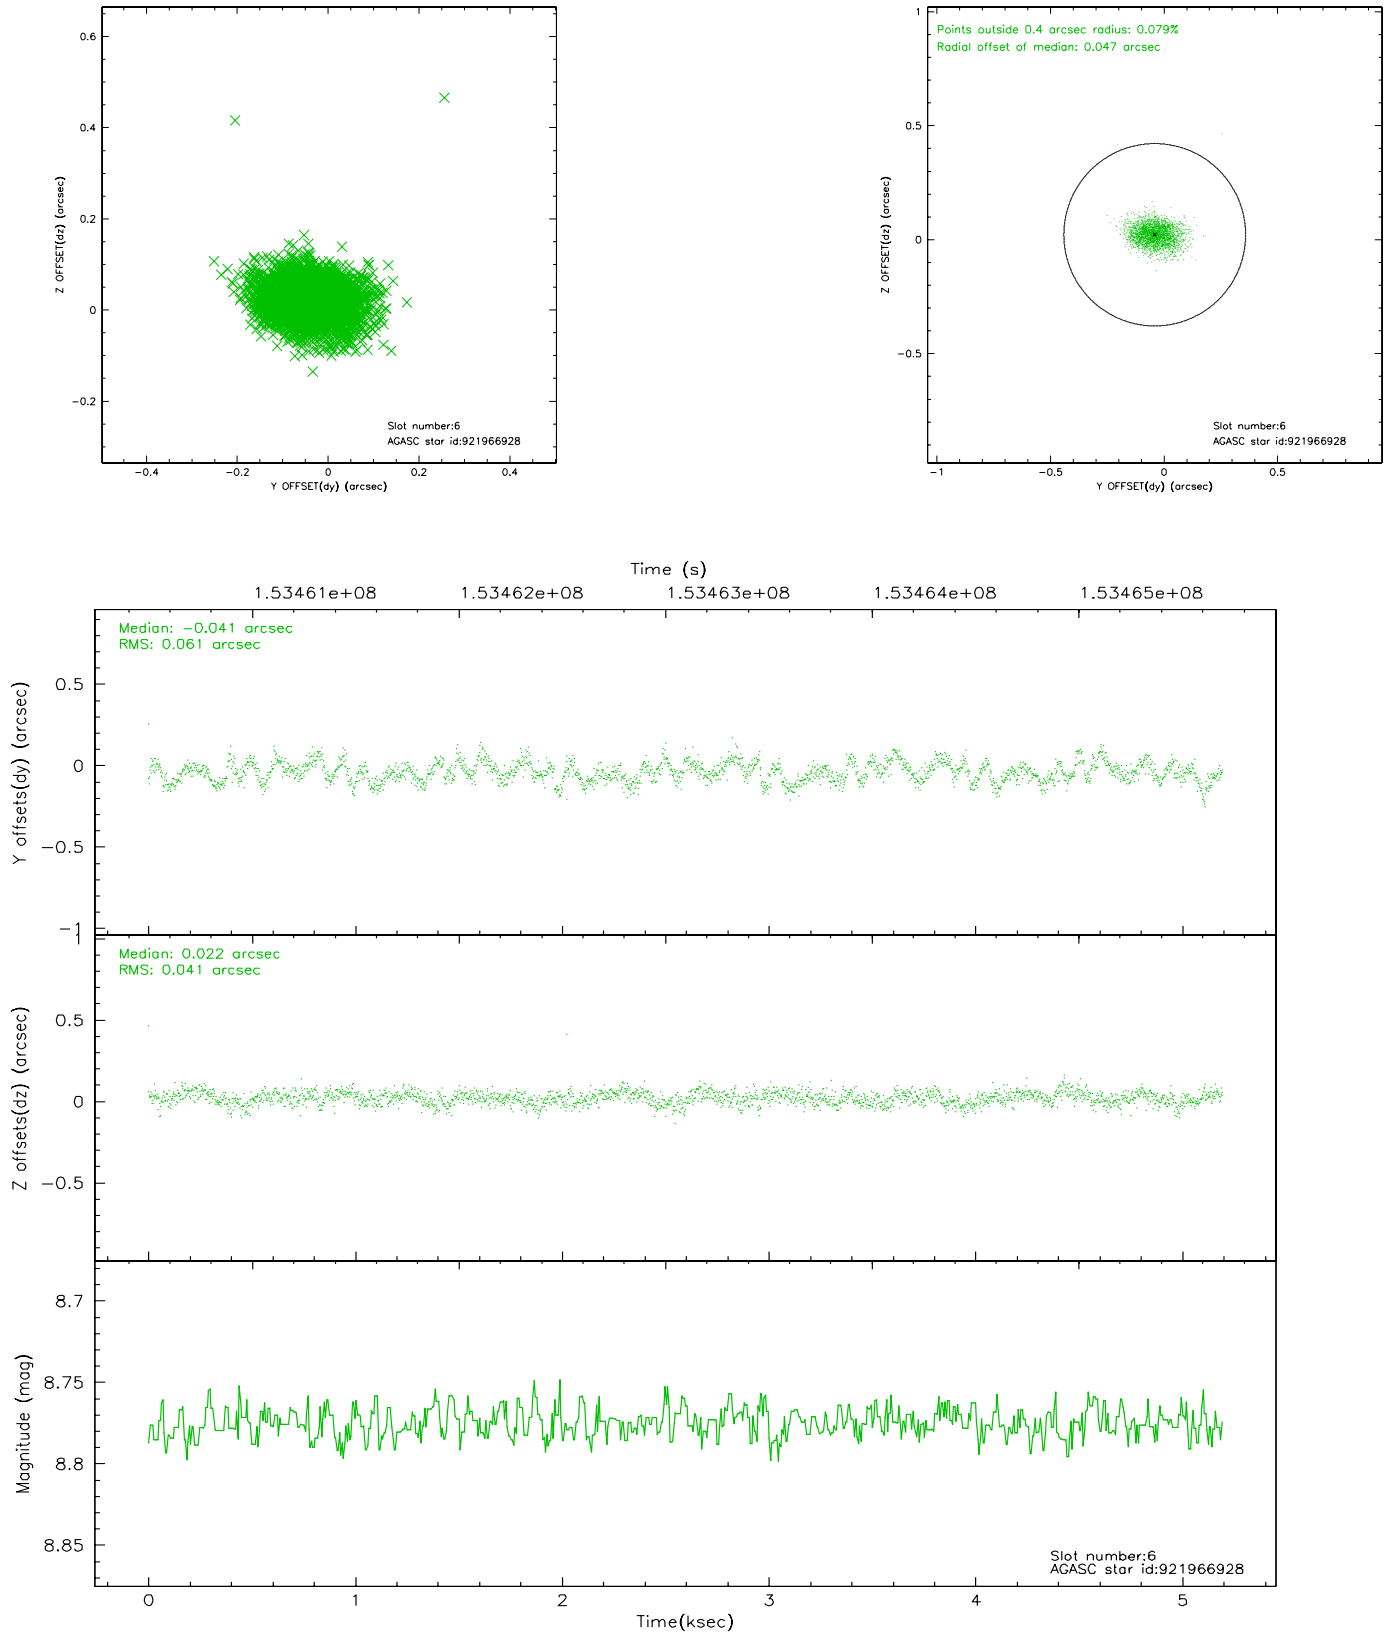 0.6
0.4
0.2
0
−0.2
Z OFFSET(dz) (arcsec)
Slot number:6
AGASC star id:921966928
−0.4 −0.2 0 0.2 0.4
Y OFFSET(dy) (arcsec)
Points outside 0.4 arcsec radius: 0.079%
Radial offset of median: 0.047 arcsec
1
0.5
0
−0.5
Z OFFSET(dz) (arcsec)
Slot number:6
AGASC star id:921966928
−1 −0.5 0 0.5
Y OFFSET(dy) (arcsec)
Time (s)
1.53461e+08 1.53462e+08 1.53463e+08 1.53464e+08 1.53465e+08
Median: −0.041 arcsec
RMS: 0.061 arcsec
0.5
0
−0.5
−1
Y offsets(dy) (arcsec)
Median: 0.022 arcsec
RMS: 0.041 arcsec
1
0.5
0
−0.5
Z offsets(dz) (arcsec)
8.7
8.75
8.8
8.85
Magnitude (mag)
Slot number:6
AGASC star id:921966928
0 1 2 3 4 5
Time(ksec)